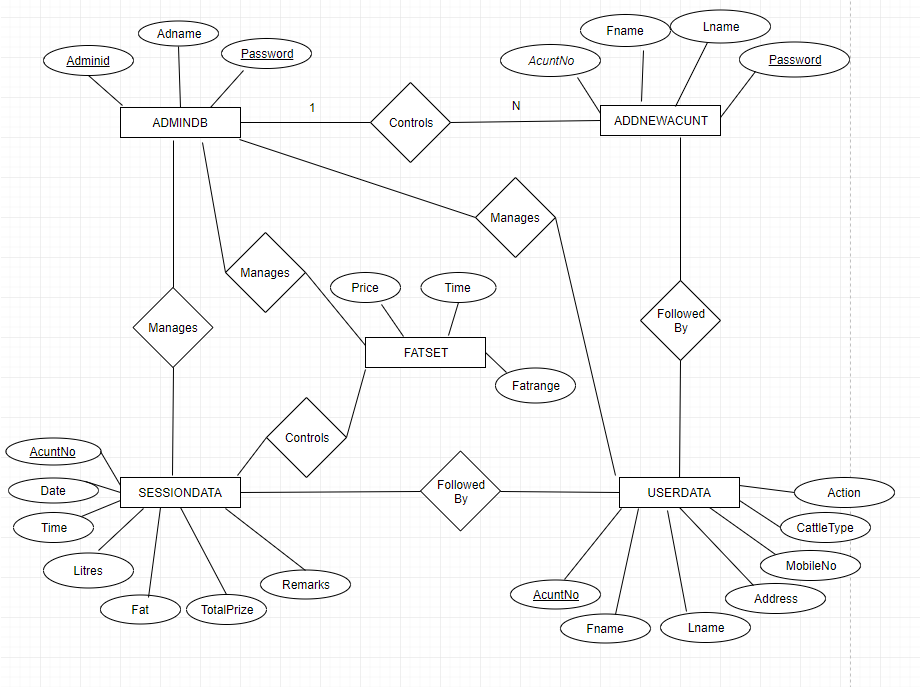 Adname
Adminid
Password
Fname
Lname
AcuntNo
Password
1
N
ADMINDB
Controls
ADDNEWACUNT
Manages
Manages
Manages
Price
Time
Followed
By
FATSET
Fatrange
Controls
AcuntNo
Date
Time
SESSIONDATA
Followed
By
USERDATA
Action
CattleType
MobileNo
Address
Litres
Fat
TotalPrize
Remarks
AcuntNo
Fname
Lname